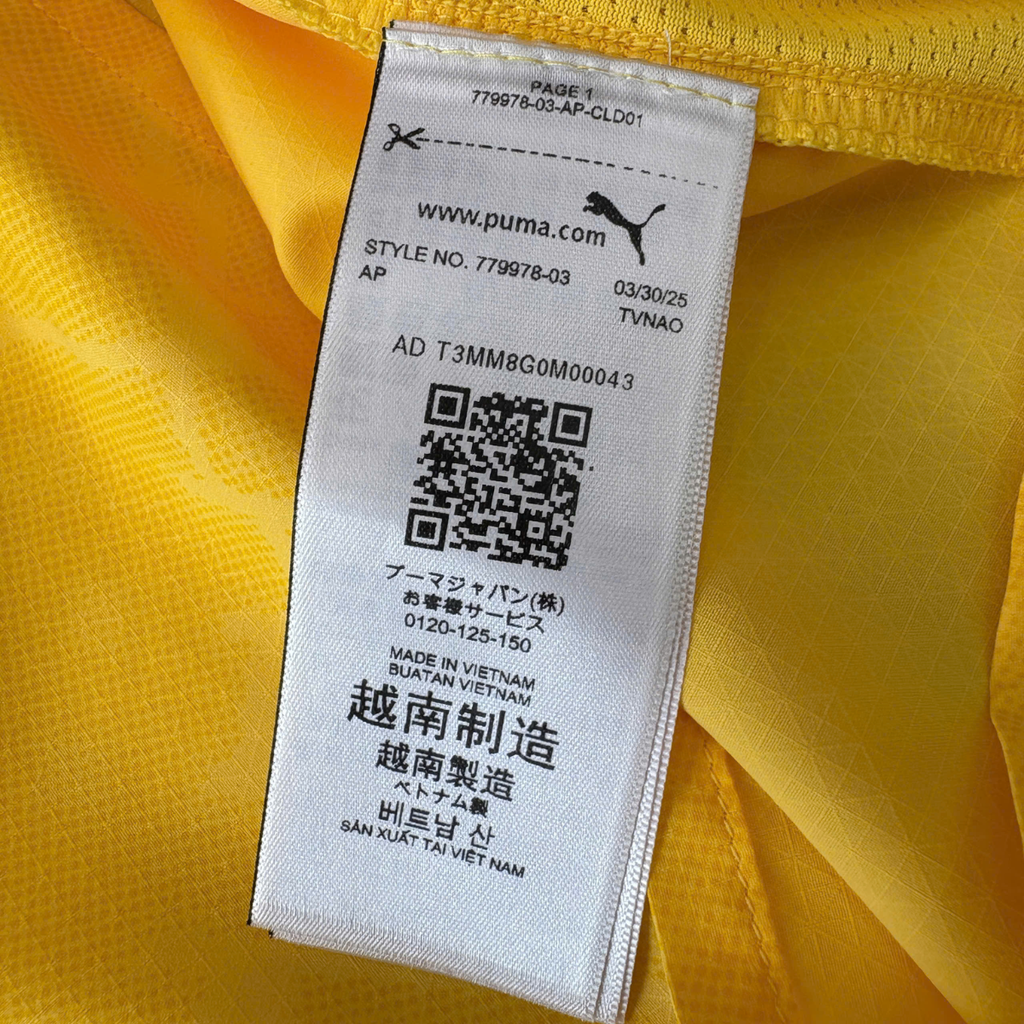 PAGE 1
779978-03-AP-CLD01
www.puma.com
STYLE NO. 779978-03 03/30/25
AP TVNAO
AD T3MM8G0M00043
プーマジャパン(株)
お客様サービス
0120-125-150
MADE IN VIETNAM
BUATAN VIETNAM
越南制造
越南製造
ベトナム製
베트남 산
SẢN XUẤT TẠI VIỆT NAM